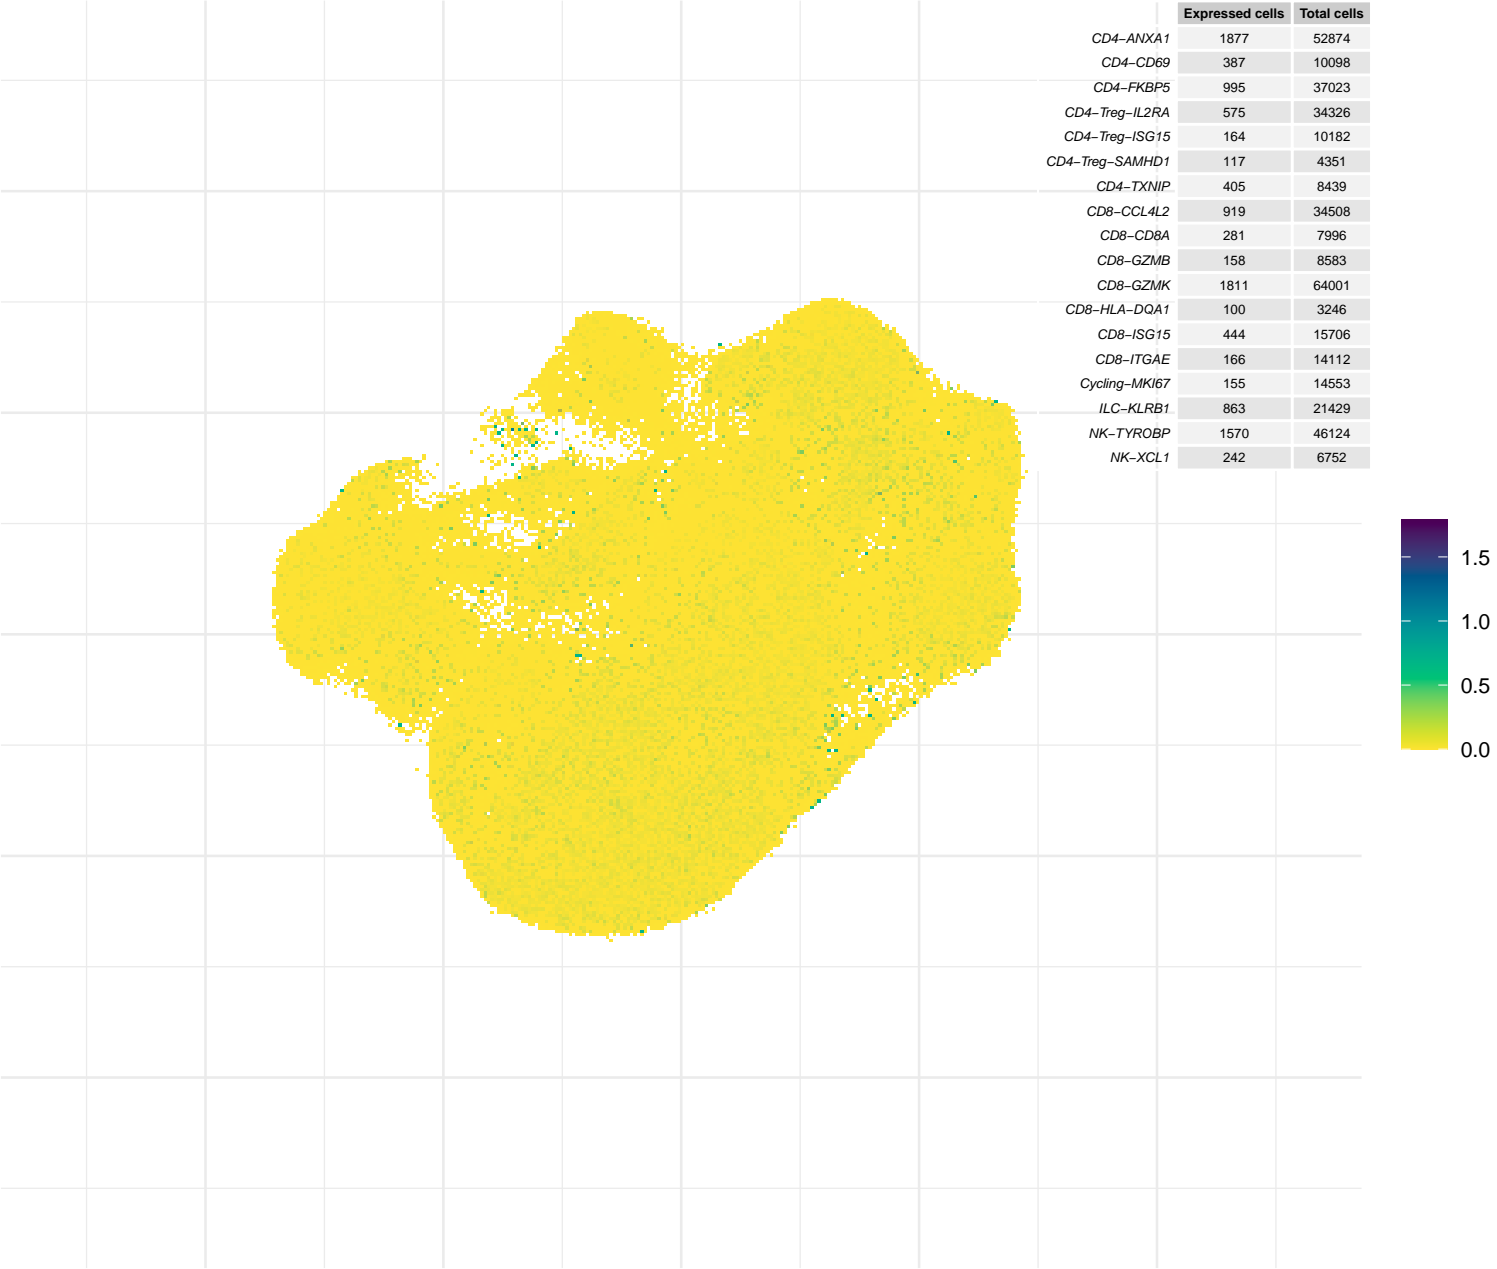 Expressed cells Total cells
CD4−ANXA1 1877 52874
CD4−CD69 387 10098
CD4−FKBP5 995 37023
CD4−Treg−IL2RA 575 34326
CD4−Treg−ISG15 164 10182
CD4−Treg−SAMHD1 117 4351
CD4−TXNIP 405 8439
CD8−CCL4L2 919 34508
CD8−CD8A 281 7996
CD8−GZMB 158 8583
CD8−GZMK 1811 64001
CD8−HLA−DQA1 100 3246
CD8−ISG15 444 15706
CD8−ITGAE 166 14112
Cycling−MKI67 155 14553
ILC−KLRB1 863 21429
NK−TYROBP 1570 46124
NK−XCL1 242 6752
1.5
1.0
0.5
0.0